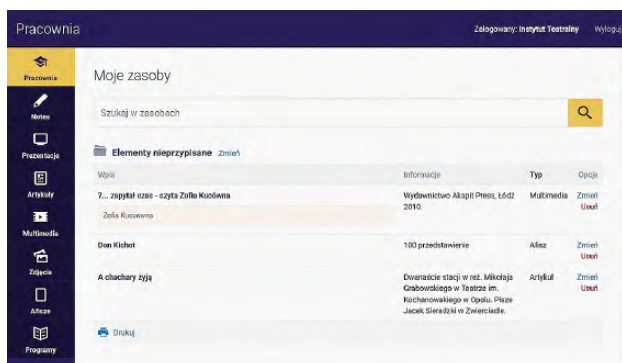 Pracownia
Zalogowany: Instytut Teatralny Wyloguj
Pracownia
Notes
Prezentacje
Artykuły
Multimedia
Zdjęcia
Afisze
Programy
Moje zasoby
Szukaj w zasobach
Elementy nieprzypisane Zmień
Wpis Informacje Typ Opcje
?... zapytał czas - czyta Zofia Kucówna Wydawnictwo Akapit Press, Łódź Multimedia Zmień
2010. Usuń
Zofia Kucówna
Don Kichot 100 przedstawienie Afisz Zmień
Usuń
A chachary żyją Dwanaście stacji w reż. Mikołaja Artykuł Zmień
Grabowskiego w Teatrze im. Usuń
Kochanowskiego w Opolu. Pisze
Jacek Sieradzki w Zwierciadle.
Drukuj